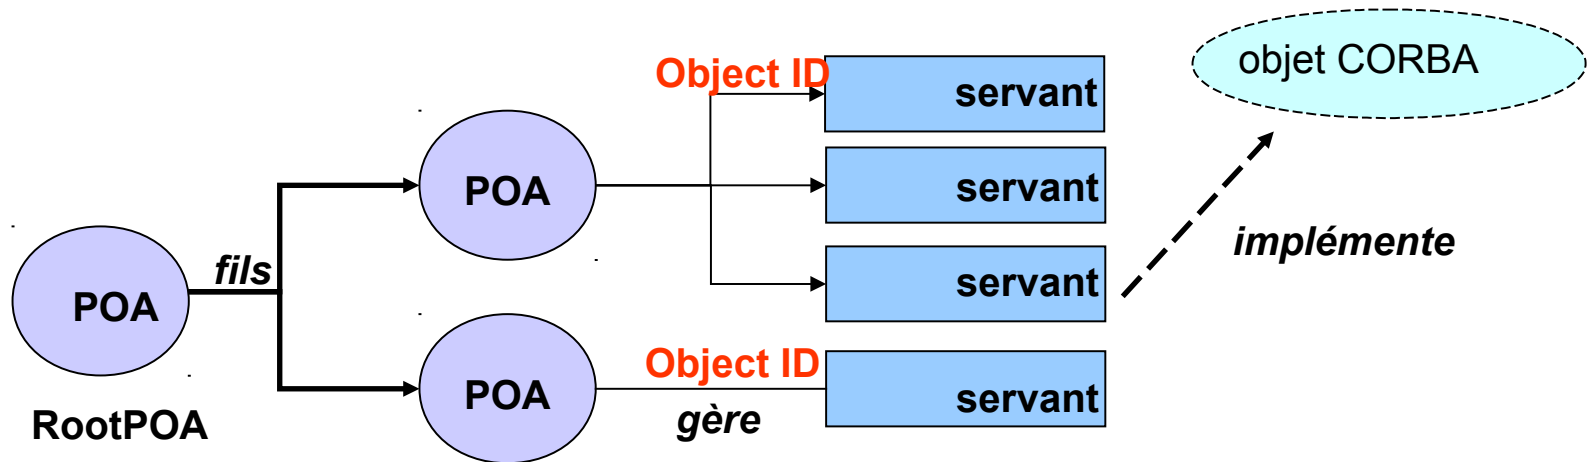 objet CORBA
Object ID
servant
POA
servant
fils
implémente
POA
servant
Object ID
POA
servant
gère
RootPOA